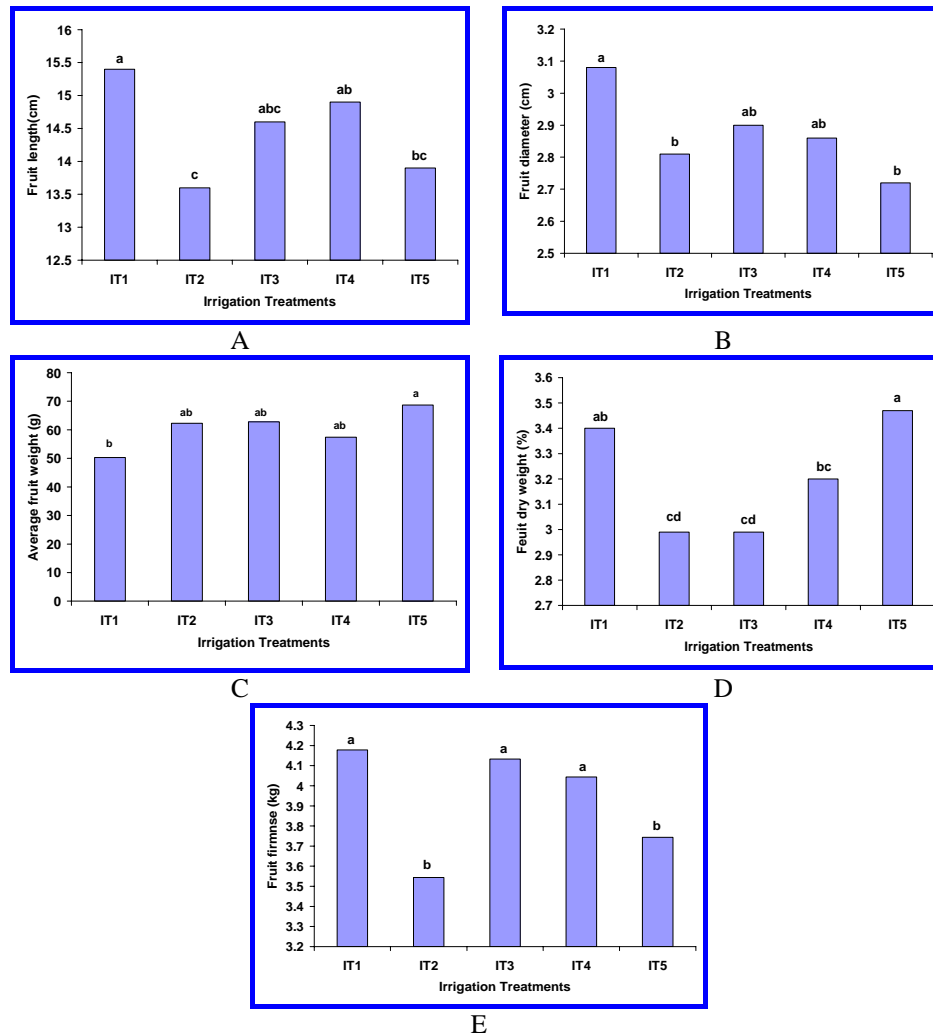 16
15.5
15
14.5
14
13.5
13
12.5
Fruit length(cm)
a
c
abc
ab
bc
IT1 IT2 IT3 IT4 IT5
Irrigation Treatments
A
3.2
3.1
3
2.9
2.8
2.7
2.6
2.5
Fruit diameter (cm)
a
b
ab
ab
b
IT1 IT2 IT3 IT4 IT5
Irrigation Treatments
B
80
70
60
50
40
30
20
10
0
Average fruit weight (g)
b
ab
ab
ab
a
IT1 IT2 IT3 IT4 IT5
Irrigation Treatments
C
3.6
3.5
3.4
3.3
3.2
3.1
3
2.9
2.8
2.7
Feuit dry weight (%)
ab
cd
cd
bc
a
IT1 IT2 IT3 IT4 IT5
Irrigation Treatments
D
4.3
4.2
4.1
4
3.9
3.8
3.7
3.6
3.5
3.4
3.3
3.2
Fruit firmnse (kg)
a
b
a
a
b
IT1 IT2 IT3 IT4 IT5
Irrigation Treatments
E